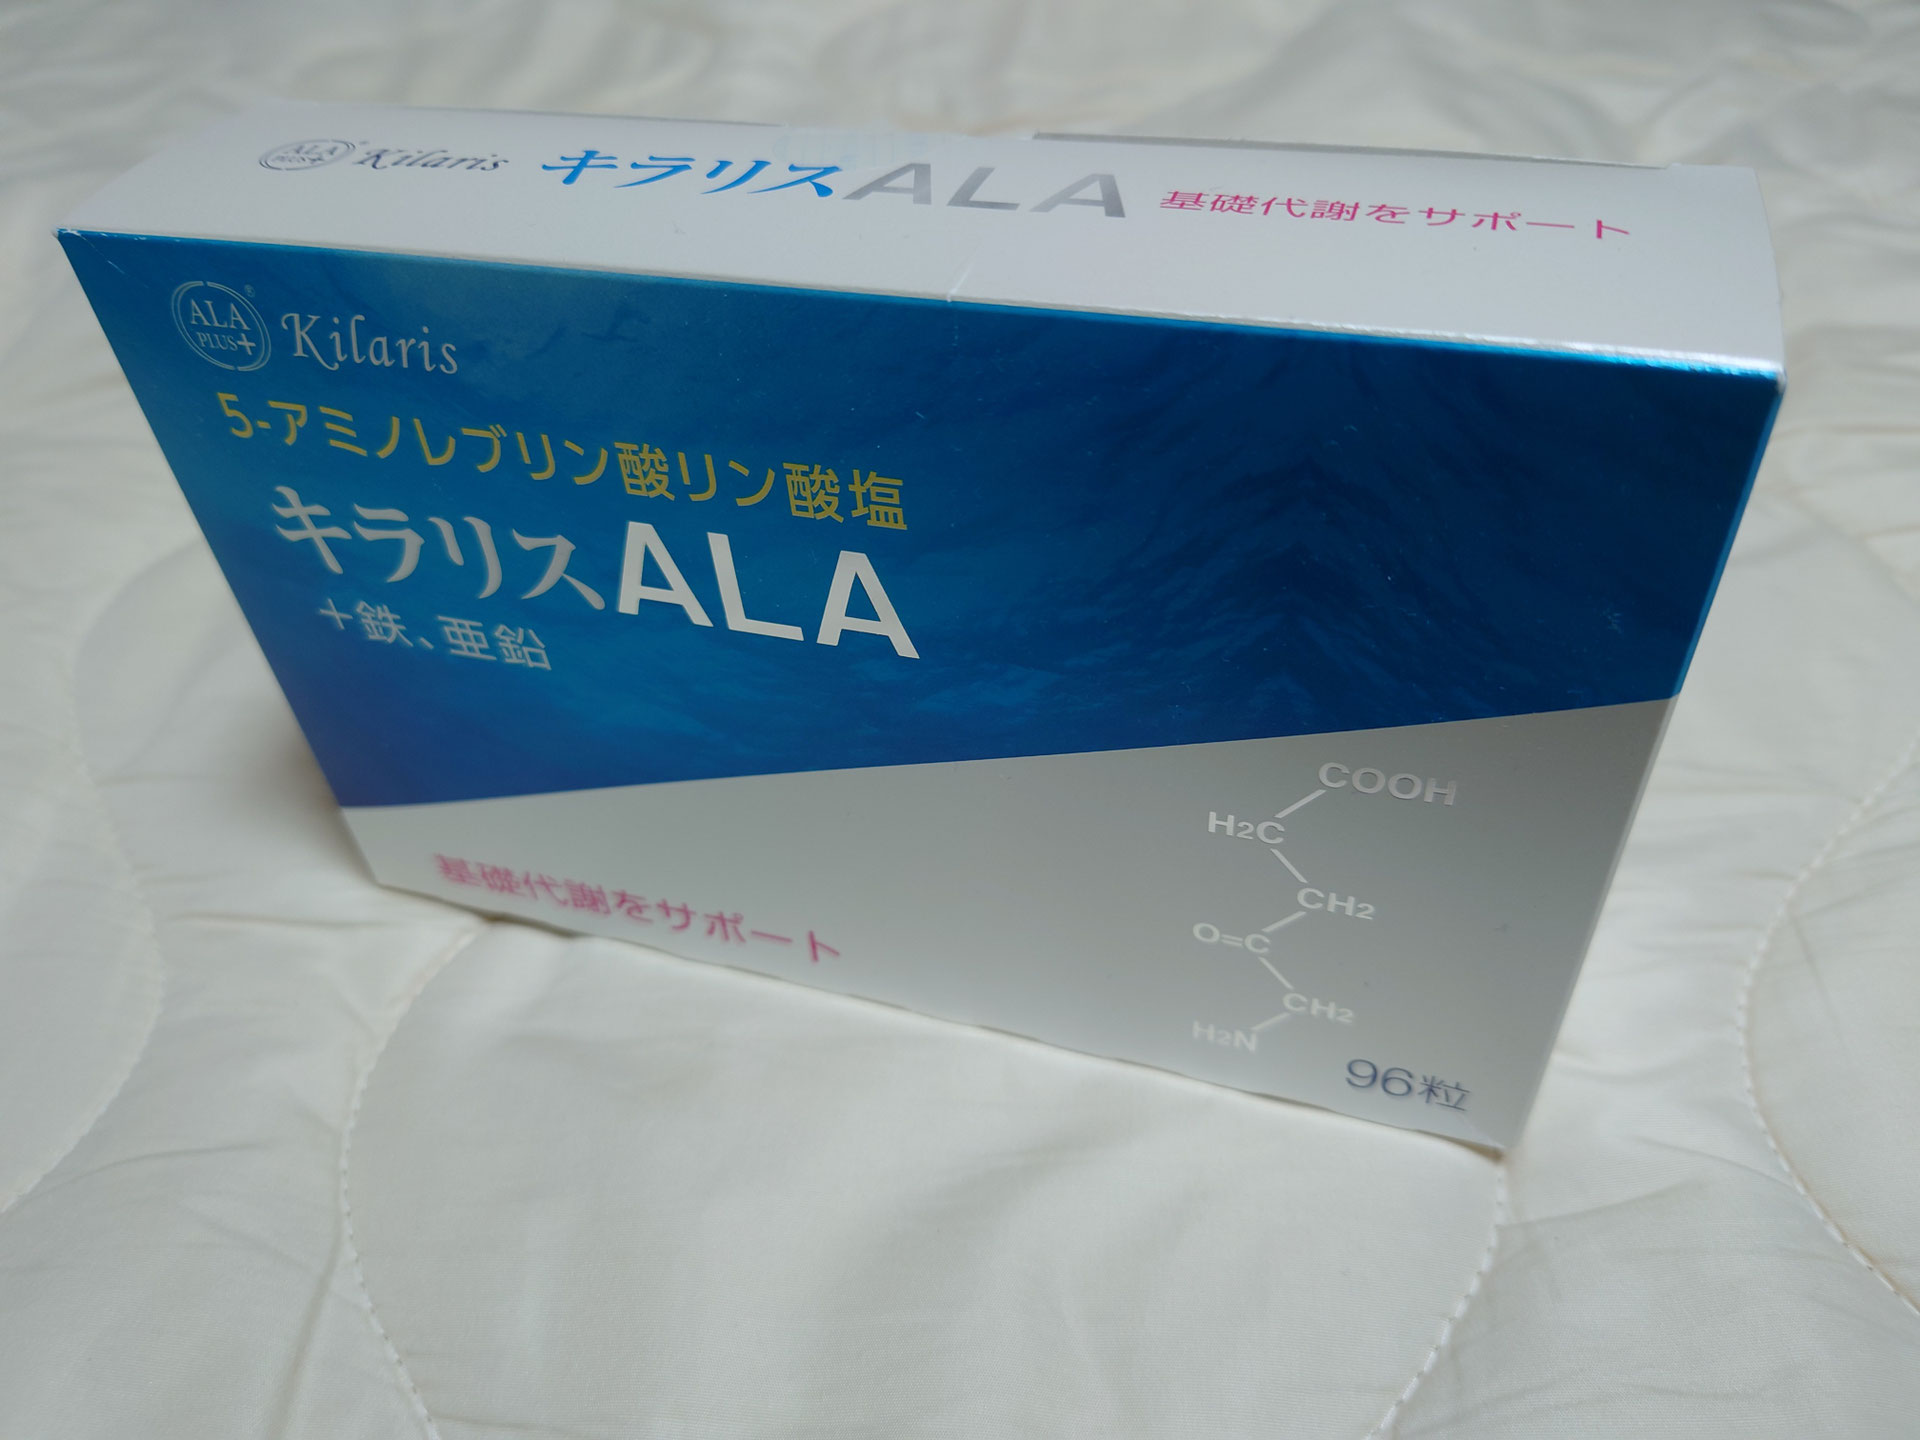 ALA PLUS+ Kilaris キラリスALA 基礎代謝をサポート
ALA
PLUS+
®
Kilaris
5-アミノレブリン酸リン酸塩
キラリスALA
+鉄、亜鉛
基礎代謝をサポート
COOH
H2C
CH2
O=C
CH2
H2N
96粒